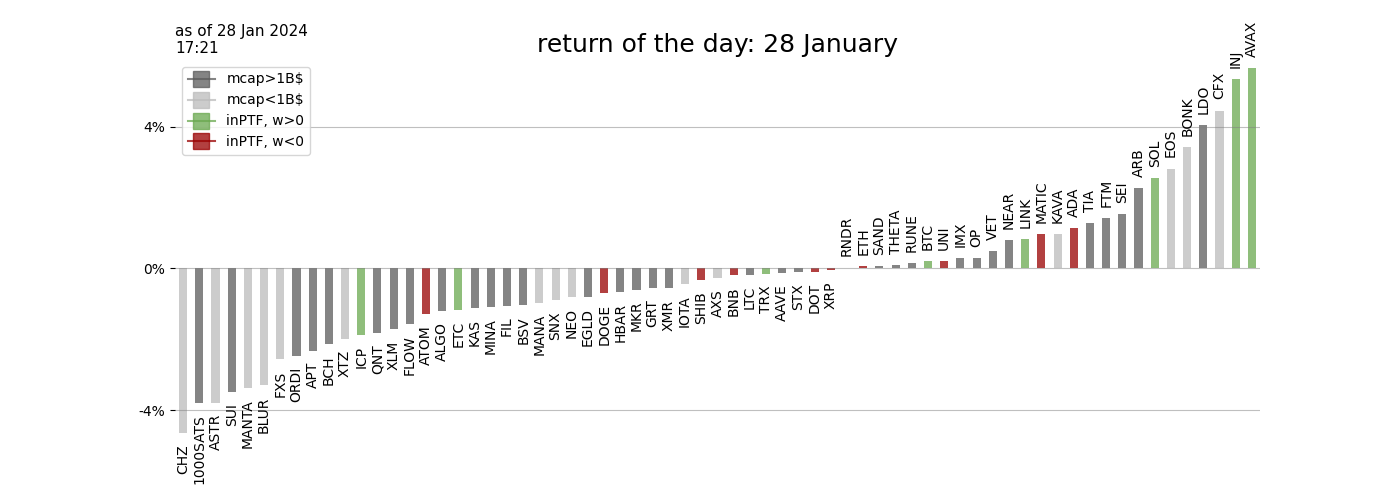 as of 28 Jan 2024
17:21
return of the day: 28 January
mcap>1B$
mcap<1B$
inPTF, w>0
inPTF, w<0
4%
0%
-4%
CHZ
1000SATS
ASTR
SUI
MANTA
BLUR
FXS
ORDI
APT
BCH
XTZ
ICP
QNT
XLM
FLOW
ATOM
ALGO
ETC
KAS
MINA
FIL
BSV
MANA
SNX
NEO
EGLD
DOGE
HBAR
MKR
GRT
XMR
IOTA
SHIB
AXS
BNB
LTC
TRX
AAVE
STX
DOT
XRP
RNDR
ETH
SAND
THETA
RUNE
BTC
UNI
IMX
OP
VET
NEAR
LINK
MATIC
KAVA
ADA
TIA
FTM
SEI
ARB
SOL
EOS
BONK
LDO
CFX
INJ
AVAX